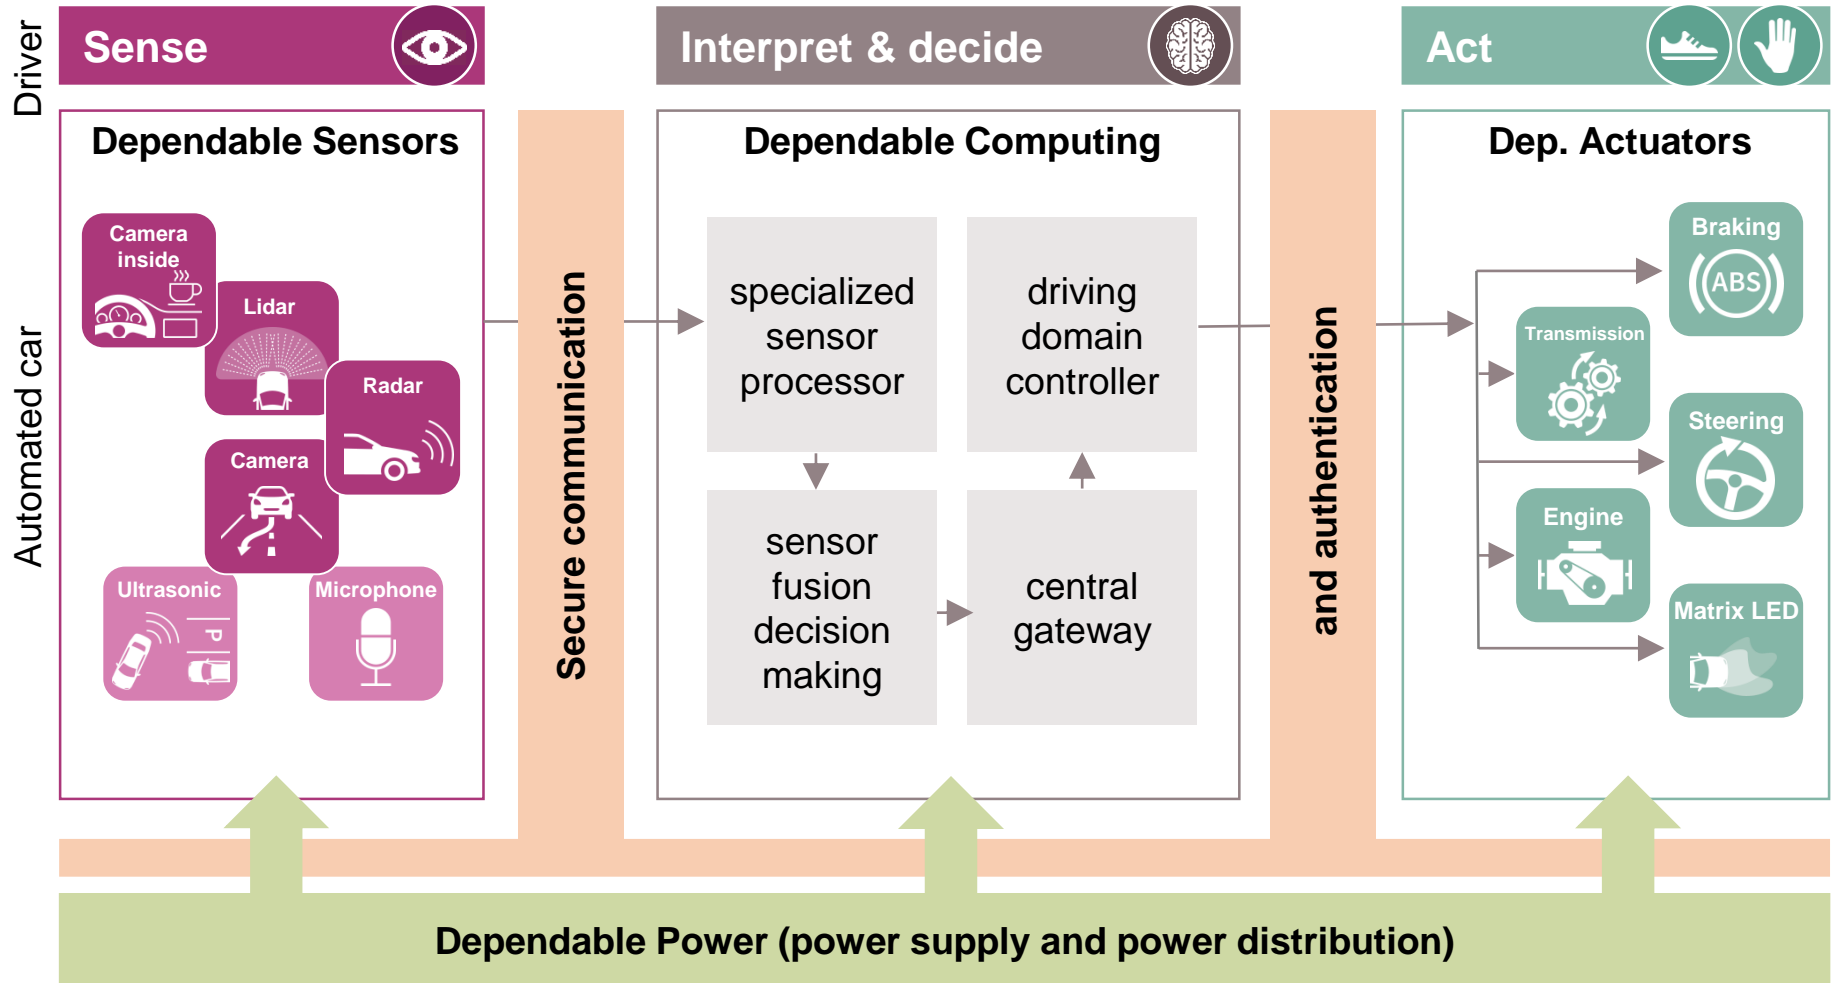 Driver
Sense
Interpret & decide
Act
Automated car
Dependable Sensors
Camera
inside
Lidar
Radar
Camera
Ultrasonic
P
Microphone
Secure communication
Dependable Computing
specialized
sensor
processor
driving
domain
controller
sensor
fusion
decision
making
central
gateway
and authentication
Dep. Actuators
Braking
ABS
Transmission
Steering
Engine
Matrix LED
Dependable Power (power supply and power distribution)